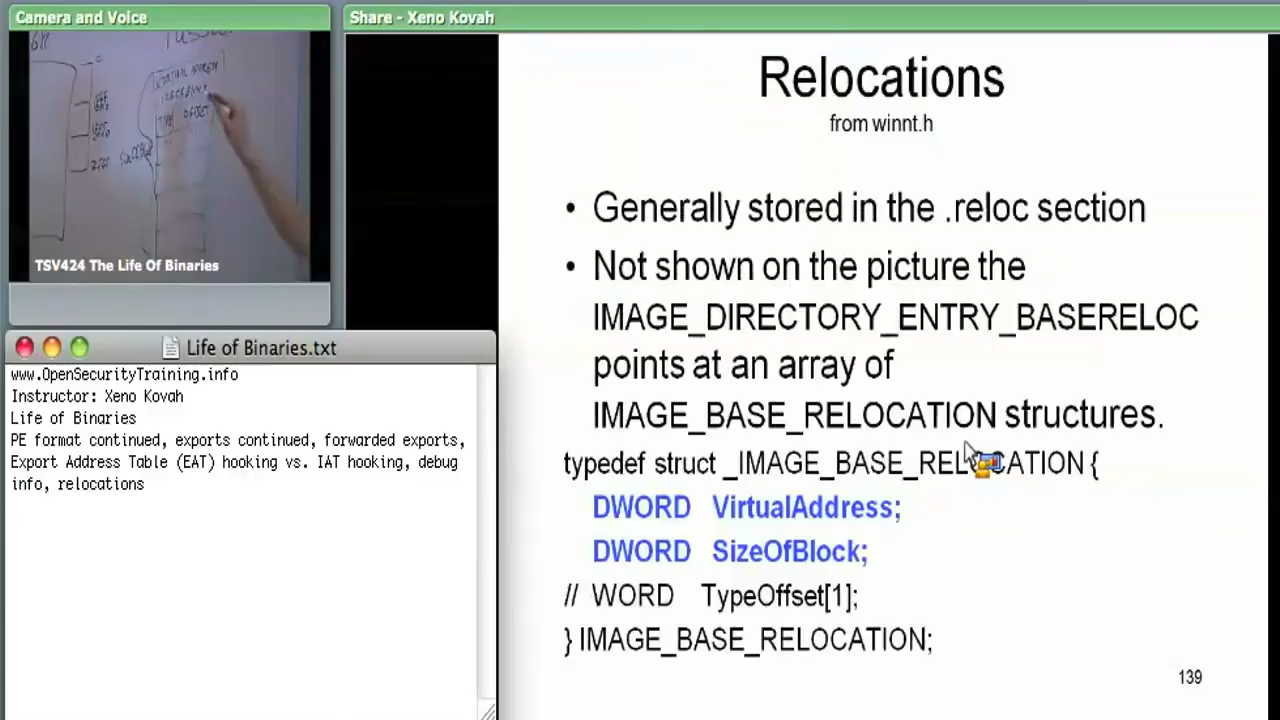 Camera and Voice
TSV424 The Life Of Binaries
Life of Binaries.txt
www.OpenSecurityTraining.info
Instructor: Xeno Kovah
Life of Binaries
PE format continued, exports continued, forwarded exports,
Export Address Table (EAT) hooking vs. IAT hooking, debug
info, relocations
Share - Xeno Kovah
Relocations
from winnt.h
• Generally stored in the .reloc section
• Not shown on the picture the
IMAGE_DIRECTORY_ENTRY_BASERELOC
points at an array of
IMAGE_BASE_RELOCATION structures.
typedef struct _IMAGE_BASE_RELOCATION {
DWORD VirtualAddress;
DWORD SizeOfBlock;
// WORD TypeOffset[1];
} IMAGE_BASE_RELOCATION;
139